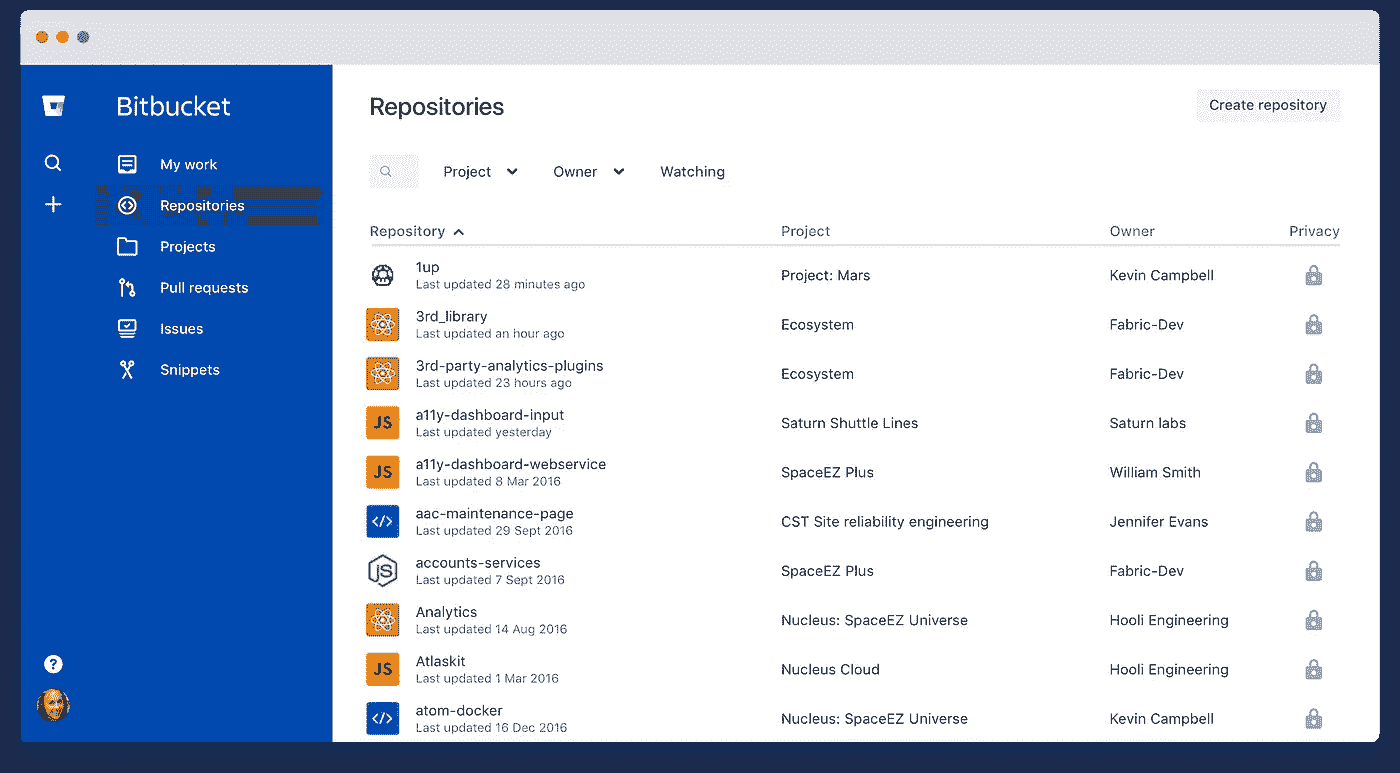 Bitbucket
My work
Repositories
Projects
Pull requests
Issues
Snippets
?
Repositories
Create repository
Project
Owner
Watching
Repository Project Owner Privacy
1up
Last updated 28 minutes ago
Project: Mars
Kevin Campbell
3rd_library
Last updated an hour ago
Ecosystem
Fabric-Dev
3rd-party-analytics-plugins
Last updated 23 hours ago
Ecosystem
Fabric-Dev
JS
a11y-dashboard-input
Last updated yesterday
Saturn Shuttle Lines
Saturn labs
JS
a11y-dashboard-webservice
Last updated 8 Mar 2016
SpaceEZ Plus
William Smith
</>
aac-maintenance-page
Last updated 29 Sept 2016
CST Site reliability engineering
Jennifer Evans
JS
accounts-services
Last updated 7 Sept 2016
SpaceEZ Plus
Fabric-Dev
Analytics
Last updated 14 Aug 2016
Nucleus: SpaceEZ Universe
Hooli Engineering
JS
Atlaskit
Last updated 1 Mar 2016
Nucleus Cloud
Hooli Engineering
</>
atom-docker
Last updated 16 Dec 2016
Nucleus: SpaceEZ Universe
Kevin Campbell